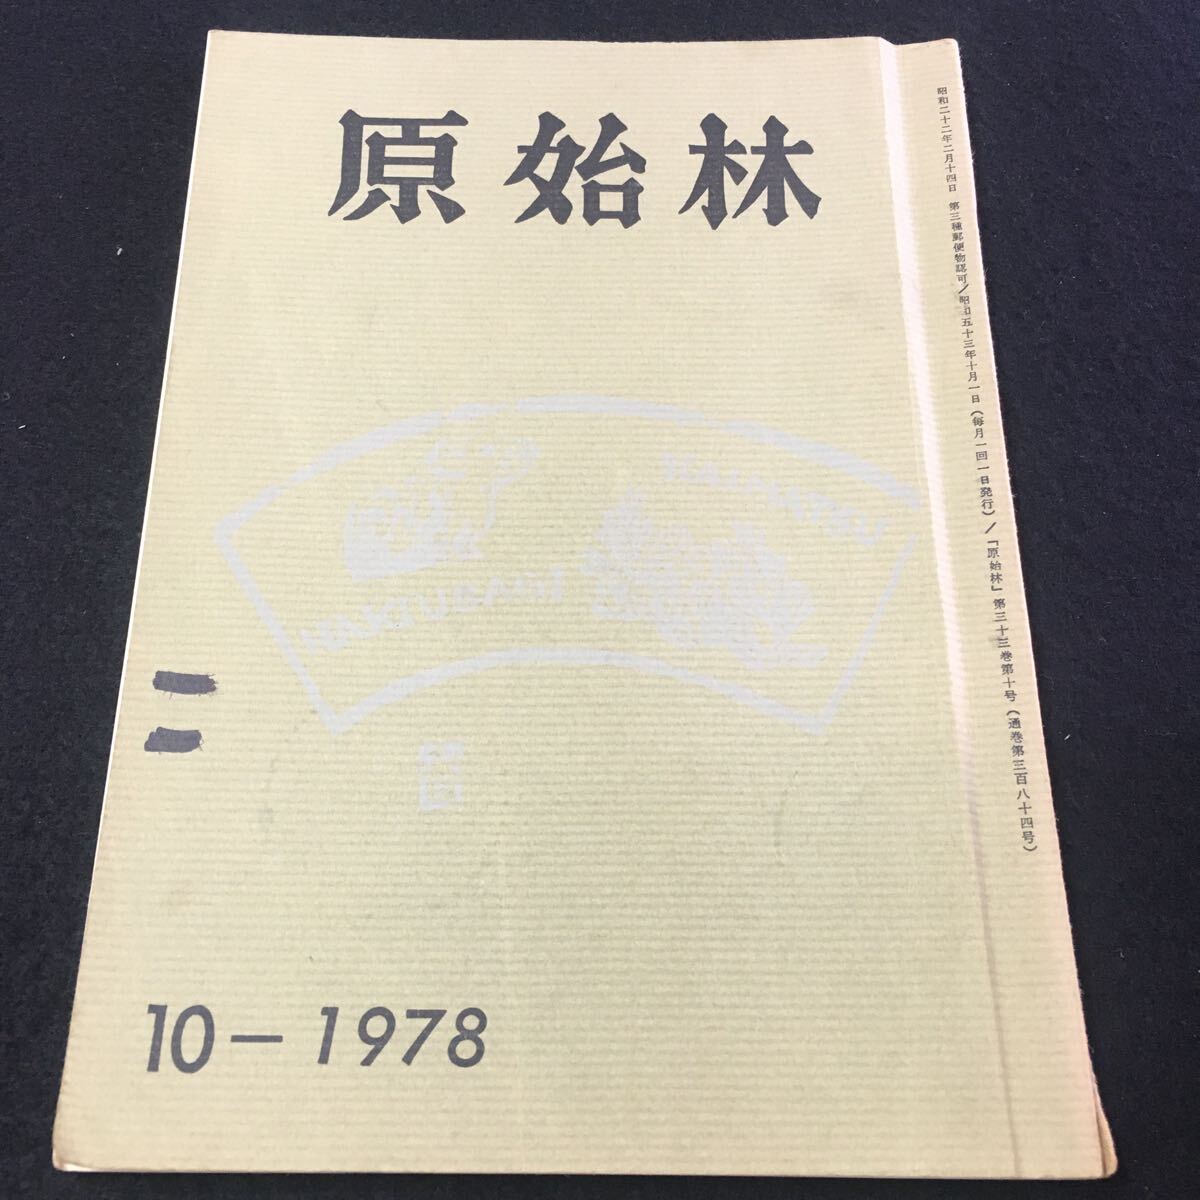 原始林
昭和二十二年二月十四日 第三種郵便物認可/昭和五十三年十月一日(毎月一回一日発行)/「原始林」第三十三巻第十号(通巻第三百八十四号)
HAIMATSU
10-1978